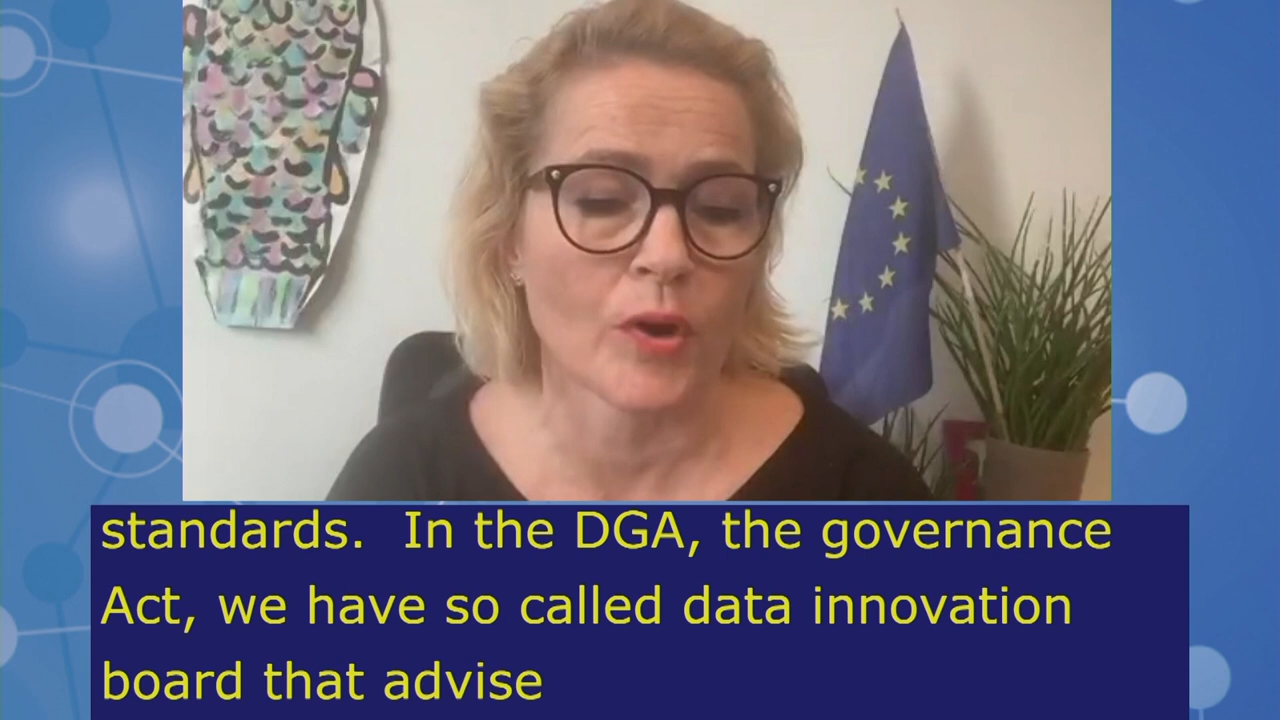 standards.  In the DGA, the governance
Act, we have so called data innovation
board that advise